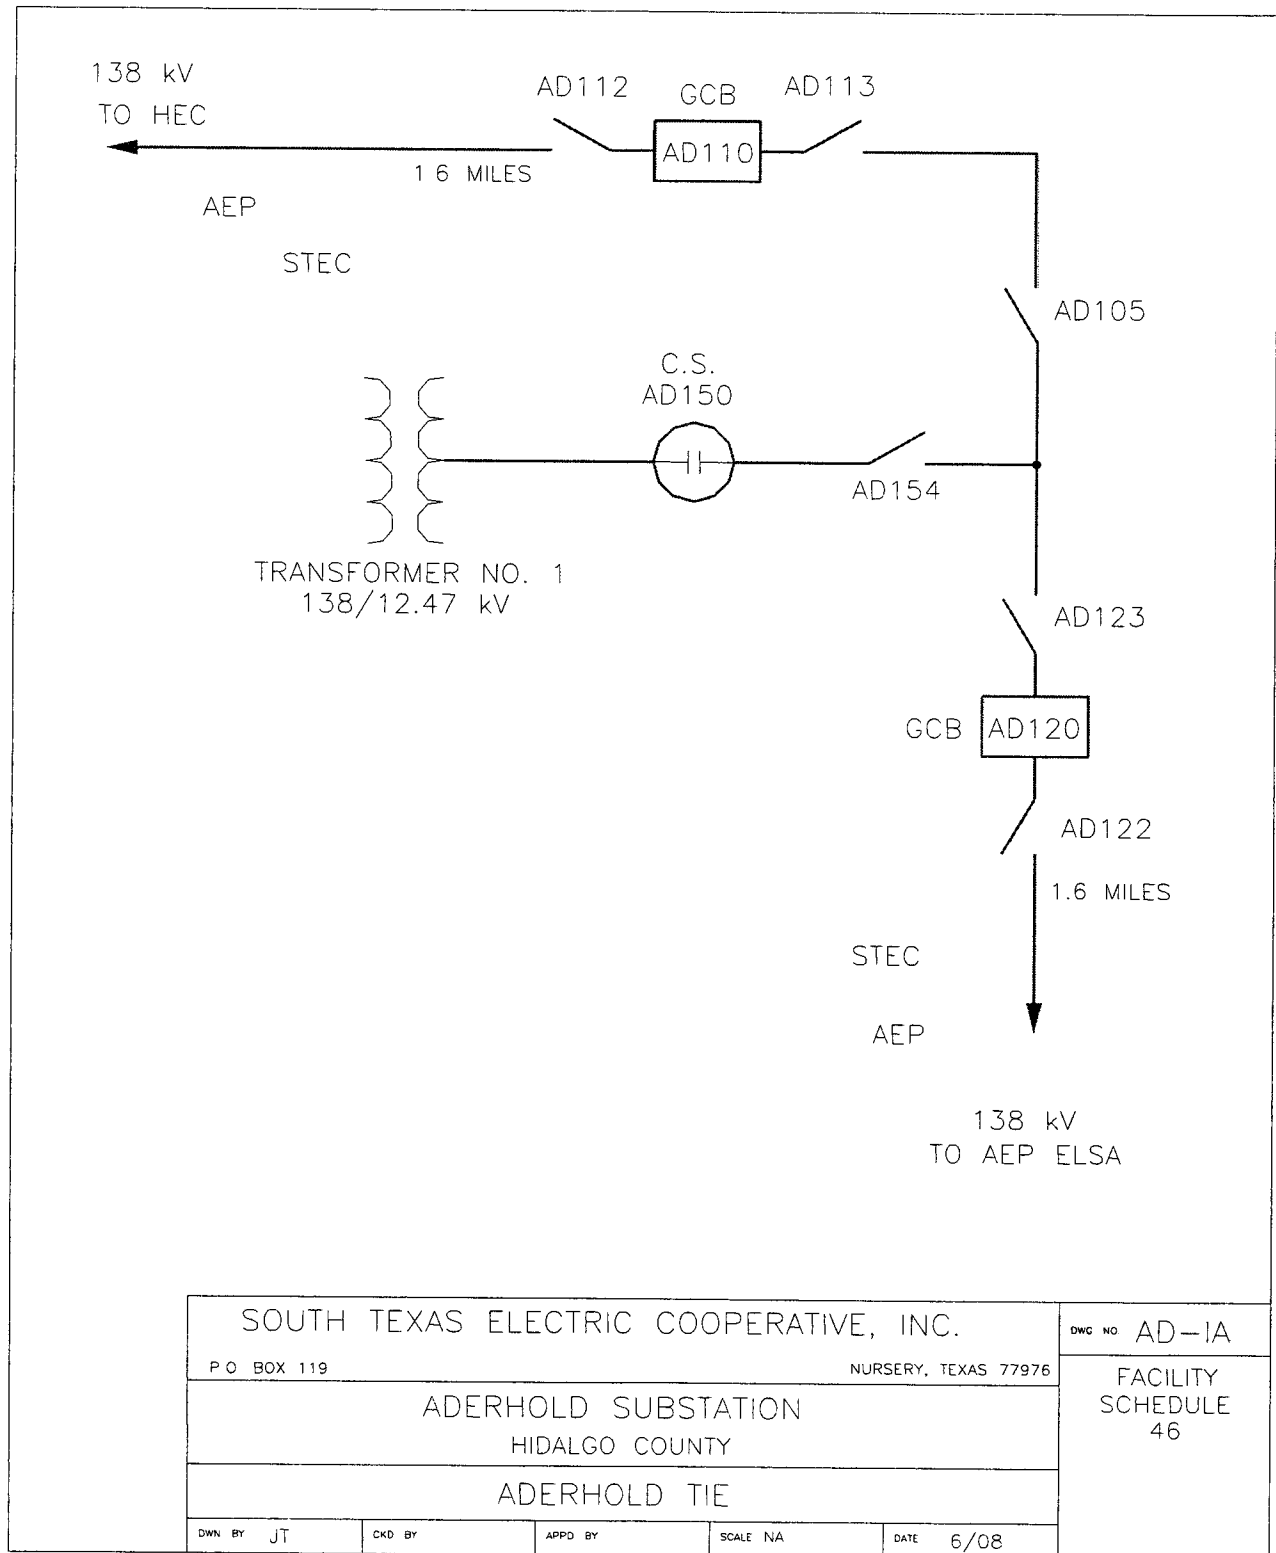 138 kV
TO HEC
AD112
GCB
AD113
AD110
1 6 MILES
AEP
STEC
AD105
C.S.
AD150
AD154
TRANSFORMER NO. 1
138/12.47 kV
AD123
GCB
AD120
AD122
1.6 MILES
STEC
AEP
138 kV
TO AEP ELSA
SOUTH TEXAS ELECTRIC COOPERATIVE, INC.
P O BOX 119
NURSERY, TEXAS 77976
DWG NO AD-1A
FACILITY
SCHEDULE
46
ADERHOLD SUBSTATION
HIDALGO COUNTY
ADERHOLD TIE
DWN BY JT
CKD BY
APPD BY
SCALE NA
DATE 6/08